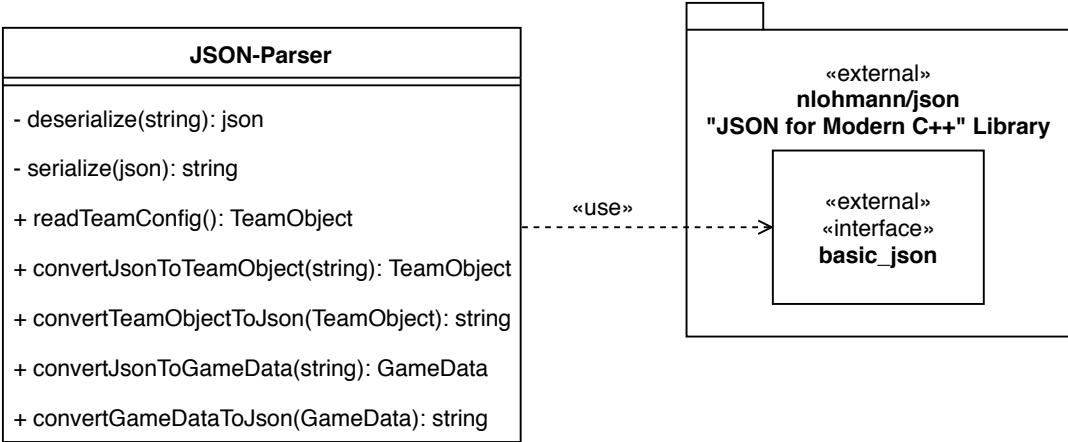 JSON-Parser
- deserialize(string): json
- serialize(json): string
+ readTeamConfig(): TeamObject
+ convertJsonToTeamObject(string): TeamObject
+ convertTeamObjectToJson(TeamObject): string
+ convertJsonToGameData(string): GameData
+ convertGameDataToJson(GameData): string
«use»
«external»
nlohmann/json
"JSON for Modern C++" Library
«external»
«interface»
basic_json